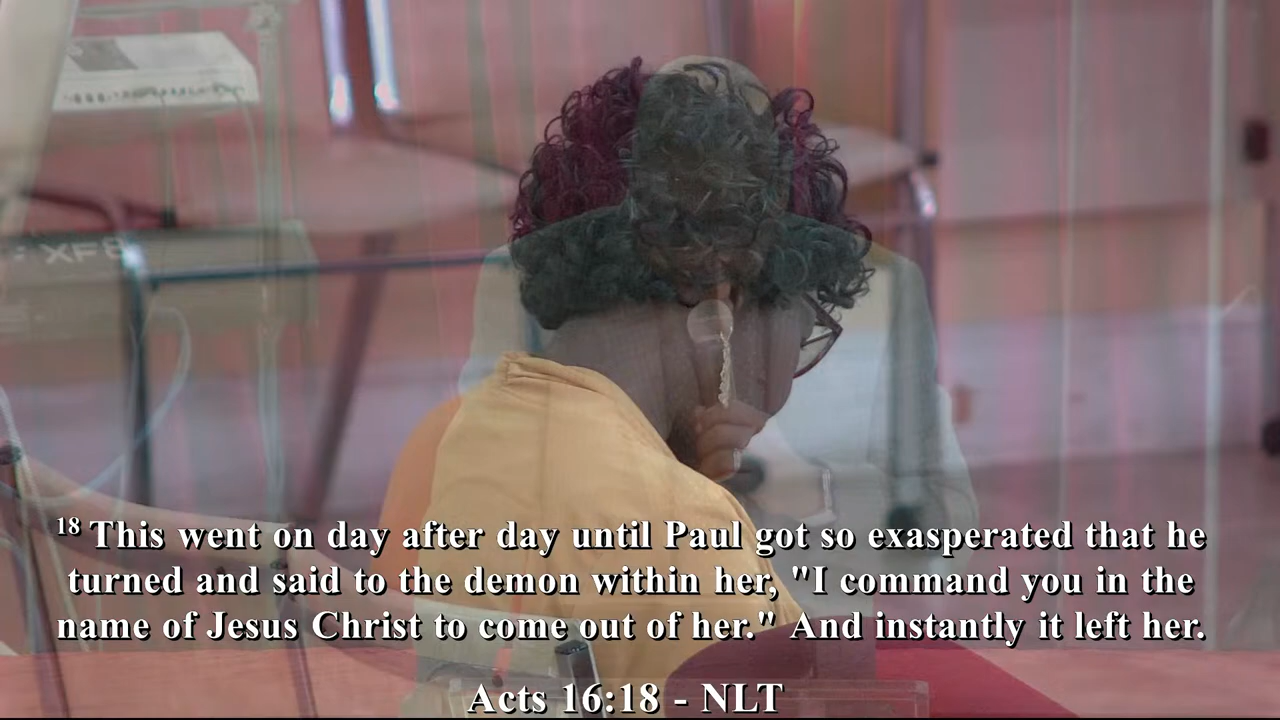 XF8
18 This went on day after day until Paul got so exasperated that he
turned and said to the demon within her, "I command you in the
name of Jesus Christ to come out of her." And instantly it left her.
Acts 16:18 - NLT